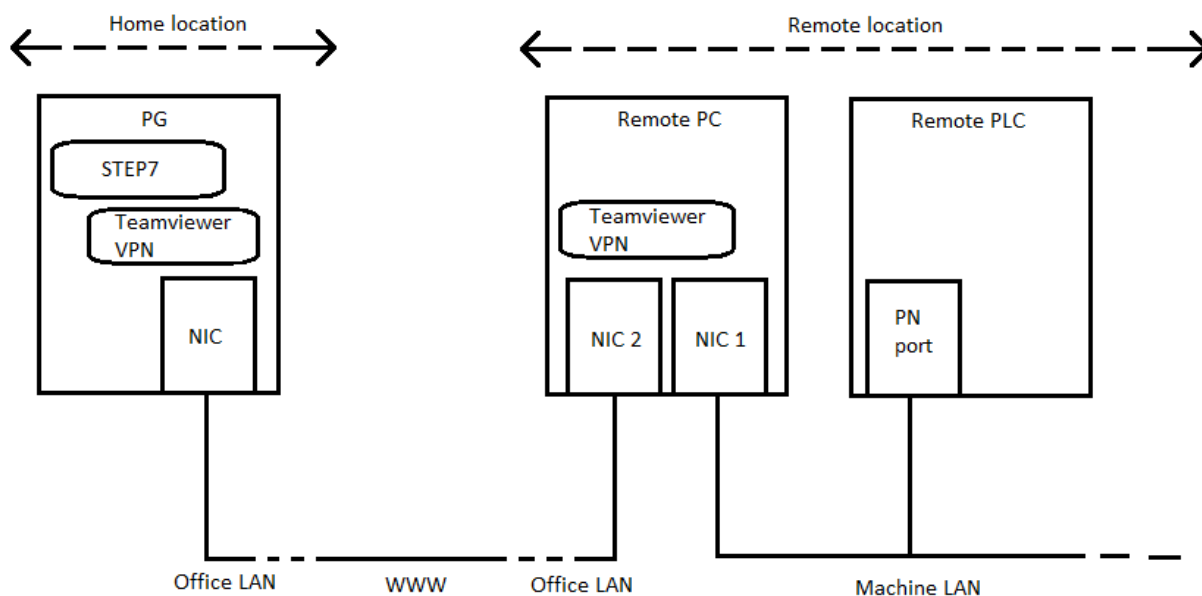 Home location
Remote location
PG
STEP7
Teamviewer
VPN
NIC
Remote PC
Teamviewer
VPN
NIC 2
NIC 1
Remote PLC
PN
port
Office LAN
WWW
Office LAN
Machine LAN